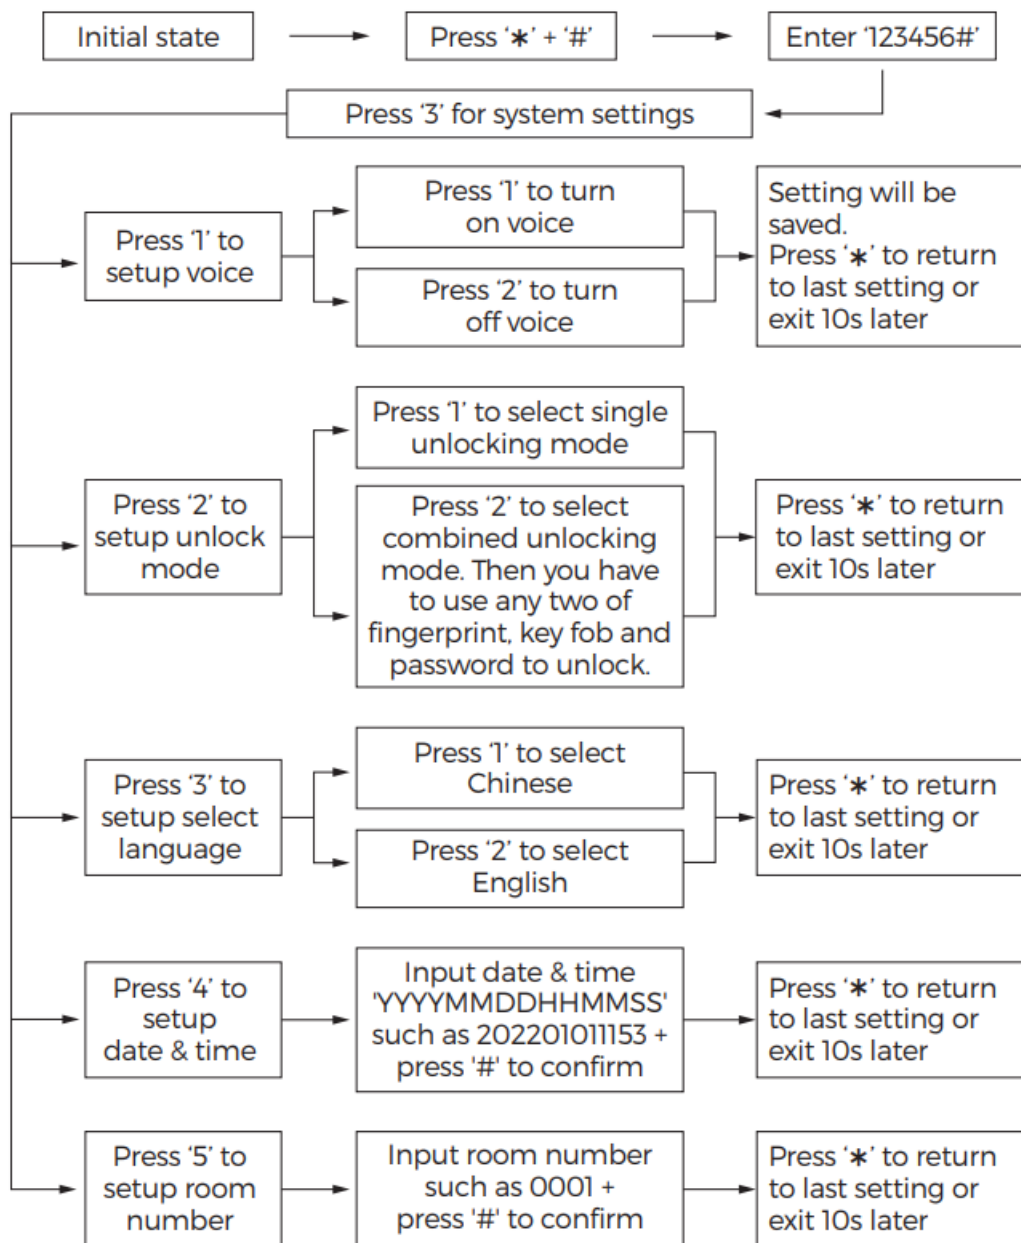 Initial state
Press ‘∗’ + ‘#’
Enter ‘123456#’
Press ‘3’ for system settings
Press ‘1’ to
setup voice
Press ‘1’ to turn
on voice
Press ‘2’ to turn
off voice
Setting will be
saved.
Press ‘∗’ to return
to last setting or
exit 10s later
Press ‘2’ to
setup unlock
mode
Press ‘1’ to select single
unlocking mode
Press ‘2’ to select
combined unlocking
mode. Then you have
to use any two of
fingerprint, key fob and
password to unlock.
Press ‘∗’ to return
to last setting or
exit 10s later
Press ‘3’ to
setup select
language
Press ‘1’ to select
Chinese
Press ‘2’ to select
English
Press ‘∗’ to return
to last setting or
exit 10s later
Press ‘4’ to
setup
date & time
Input date & time
'YYYYMMDDHHMMSS'
such as 202201011153 +
press '#' to confirm
Press ‘∗’ to return
to last setting or
exit 10s later
Press ‘5’ to
setup room
number
Input room number
such as 0001 +
press '#' to confirm
Press ‘∗’ to return
to last setting or
exit 10s later